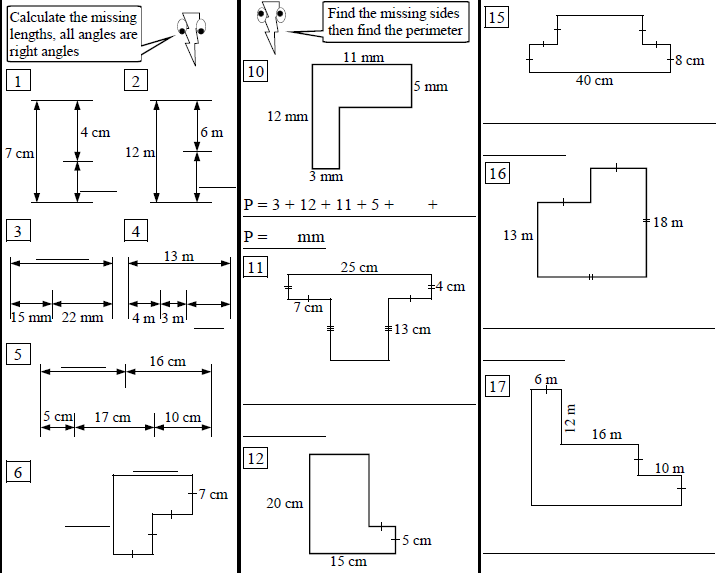 Calculate the missing
lengths, all angles are
right angles
1
2
4 cm
7 cm
6 m
12 m
3
4
13 m
15 mm 22 mm
4 m 3 m
5
16 cm
5 cm 17 cm 10 cm
6
7 cm
Find the missing sides
then find the perimeter
10
11 mm
5 mm
12 mm
3 mm
P = 3 + 12 + 11 + 5 + +
P = mm
11
25 cm
4 cm
7 cm
13 cm
12
20 cm
5 cm
15 cm
15
8 cm
40 cm
16
13 m
18 m
17
6 m
12 m
16 m
10 m